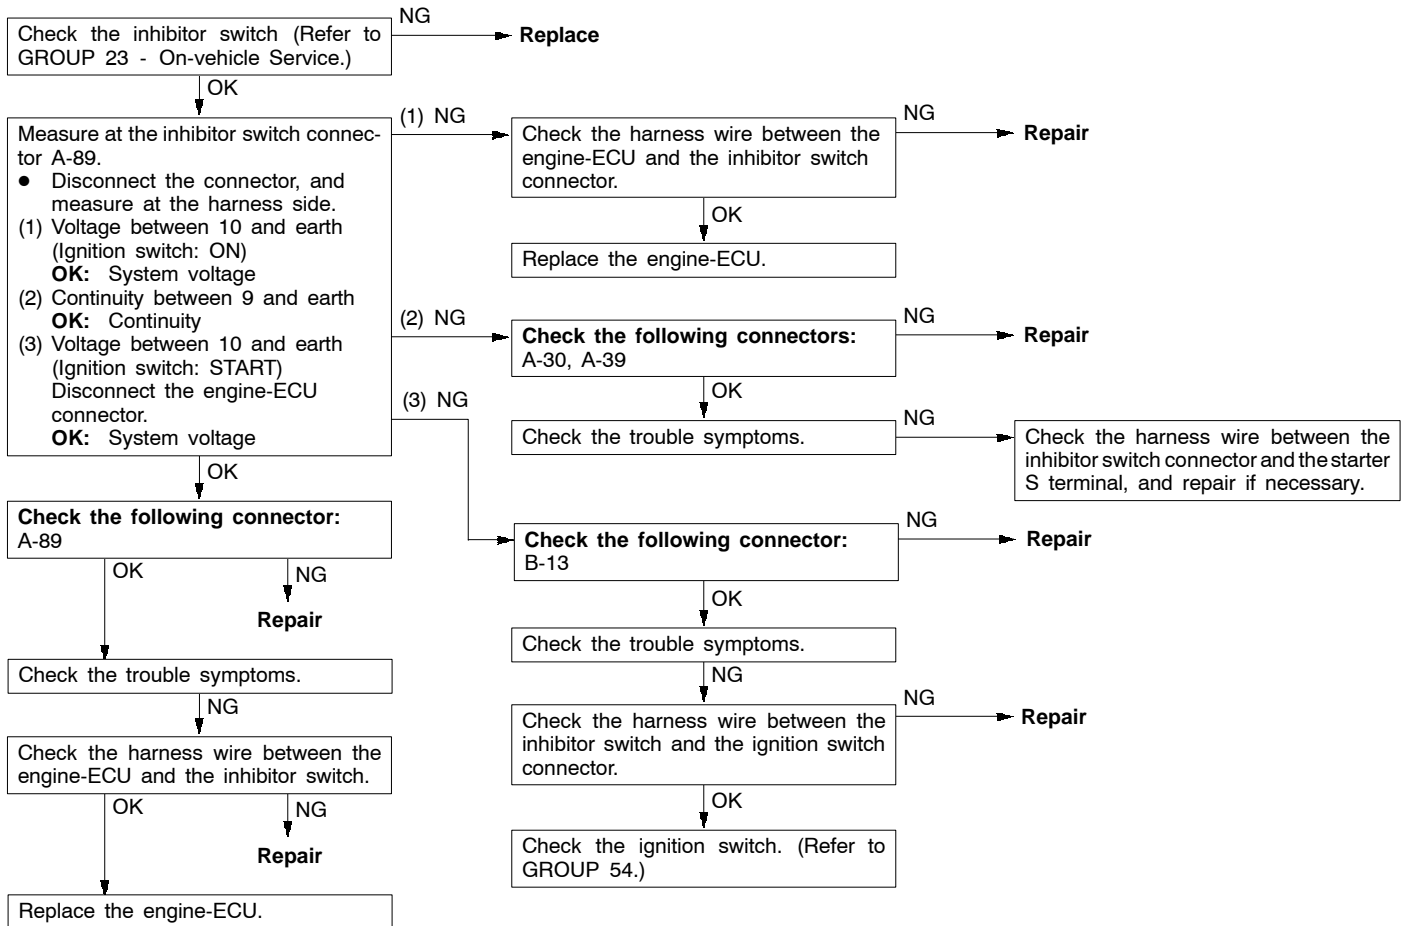 Check the inhibitor switch (Refer to
GROUP 23 - On-vehicle Service.)
NG
Replace
OK
Measure at the inhibitor switch connec-
tor A-89.
● Disconnect the connector, and
measure at the harness side.
(1) Voltage between 10 and earth
(Ignition switch: ON)
OK: System voltage
(2) Continuity between 9 and earth
OK: Continuity
(3) Voltage between 10 and earth
(Ignition switch: START)
Disconnect the engine-ECU
connector.
OK: System voltage
(1) NG
Check the harness wire between the
engine-ECU and the inhibitor switch
connector.
NG
Repair
OK
Replace the engine-ECU.
(2) NG
Check the following connectors:
A-30, A-39
NG
Repair
OK
Check the trouble symptoms.
NG
Check the harness wire between the
inhibitor switch connector and the starter
S terminal, and repair if necessary.
(3) NG
Check the following connector:
B-13
NG
Repair
OK
Check the trouble symptoms.
NG
Check the harness wire between the
inhibitor switch and the ignition switch
connector.
NG
Repair
OK
Check the ignition switch. (Refer to
GROUP 54.)
OK
Check the following connector:
A-89
OK
NG
Repair
Check the trouble symptoms.
NG
Check the harness wire between the
engine-ECU and the inhibitor switch.
OK
NG
Repair
Replace the engine-ECU.